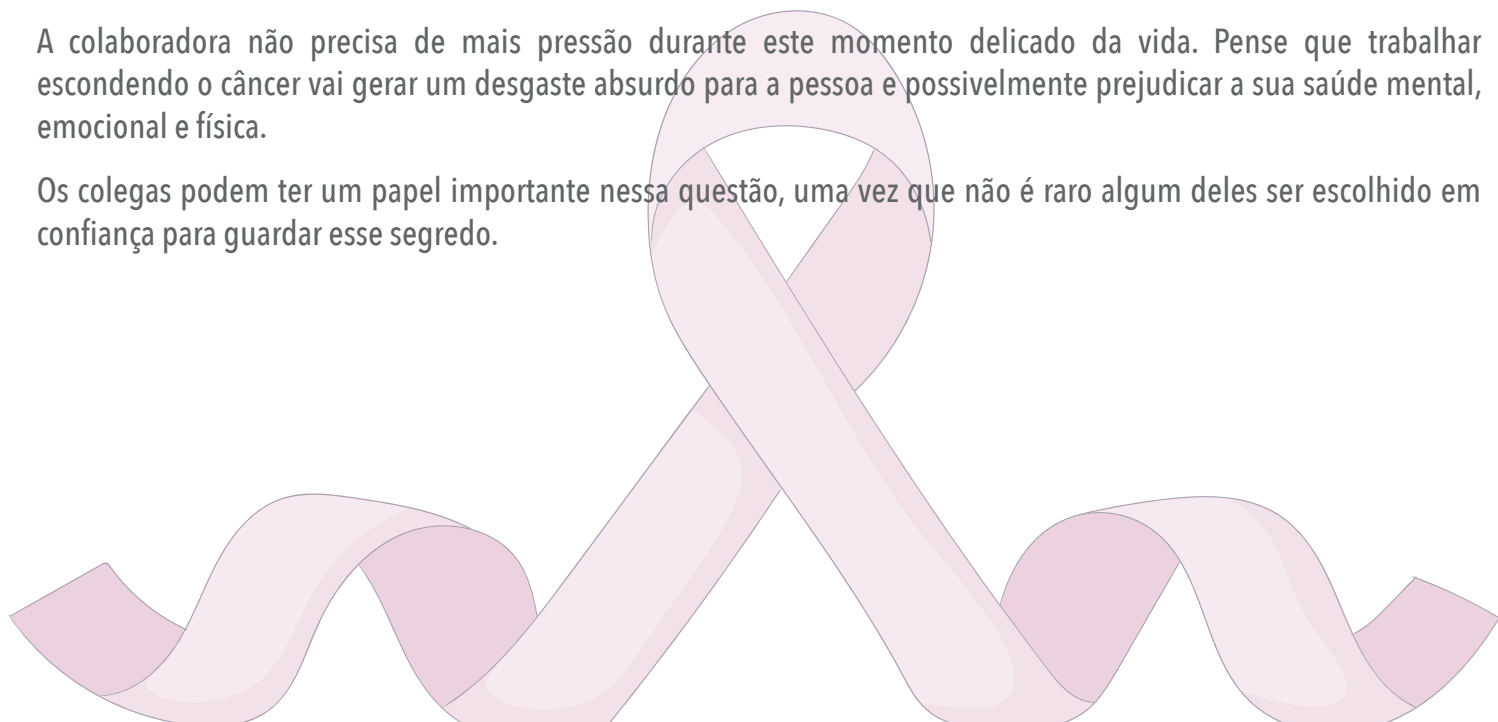 A colaboradora não precisa de mais pressão durante este momento delicado da vida. Pense que trabalhar
escondendo o câncer vai gerar um desgaste absurdo para a pessoa e possivelmente prejudicar a sua saúde mental,
emocional e física.
Os colegas podem ter um papel importante nessa questão, uma vez que não é raro algum deles ser escolhido em
confiança para guardar esse segredo.